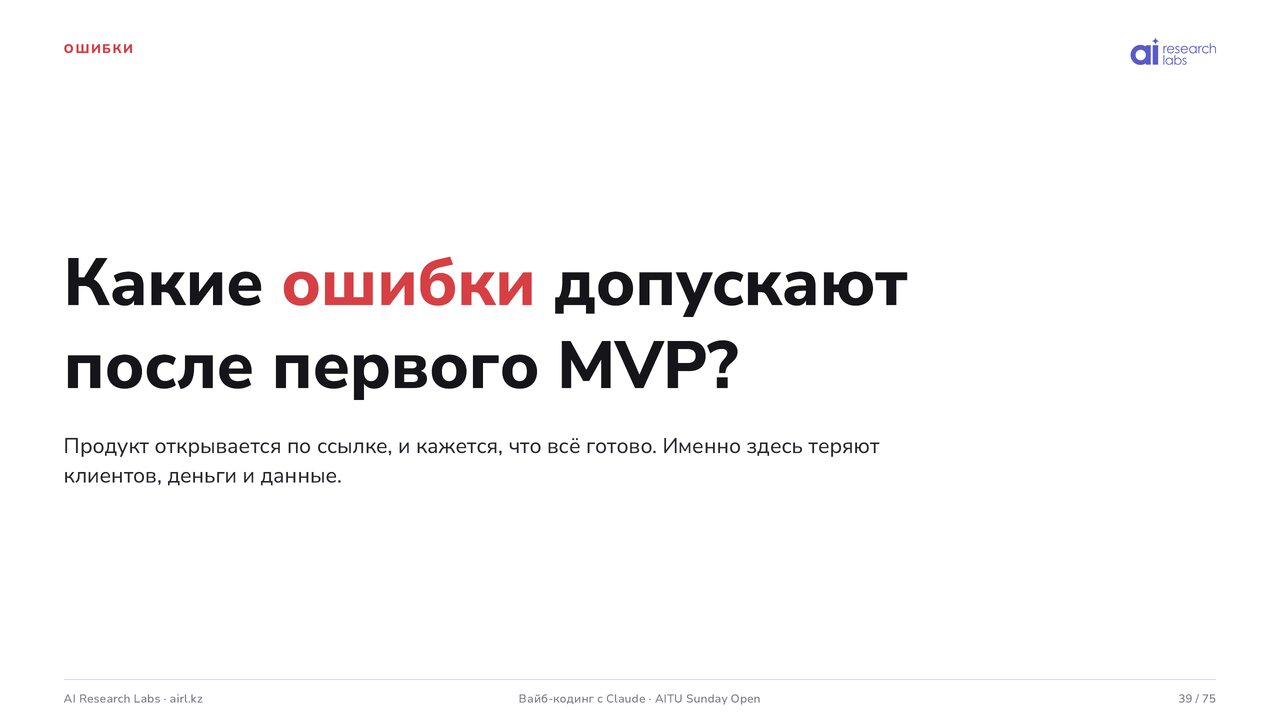 ОШИБКИ
ai research labs
Какие ошибки допускают
после первого MVP?
Продукт открывается по ссылке, и кажется, что всё готово. Именно здесь теряют
клиентов, деньги и данные.
AI Research Labs · airl.kz
Вайб-кодинг с Claude · AITU Sunday Open
39 / 75